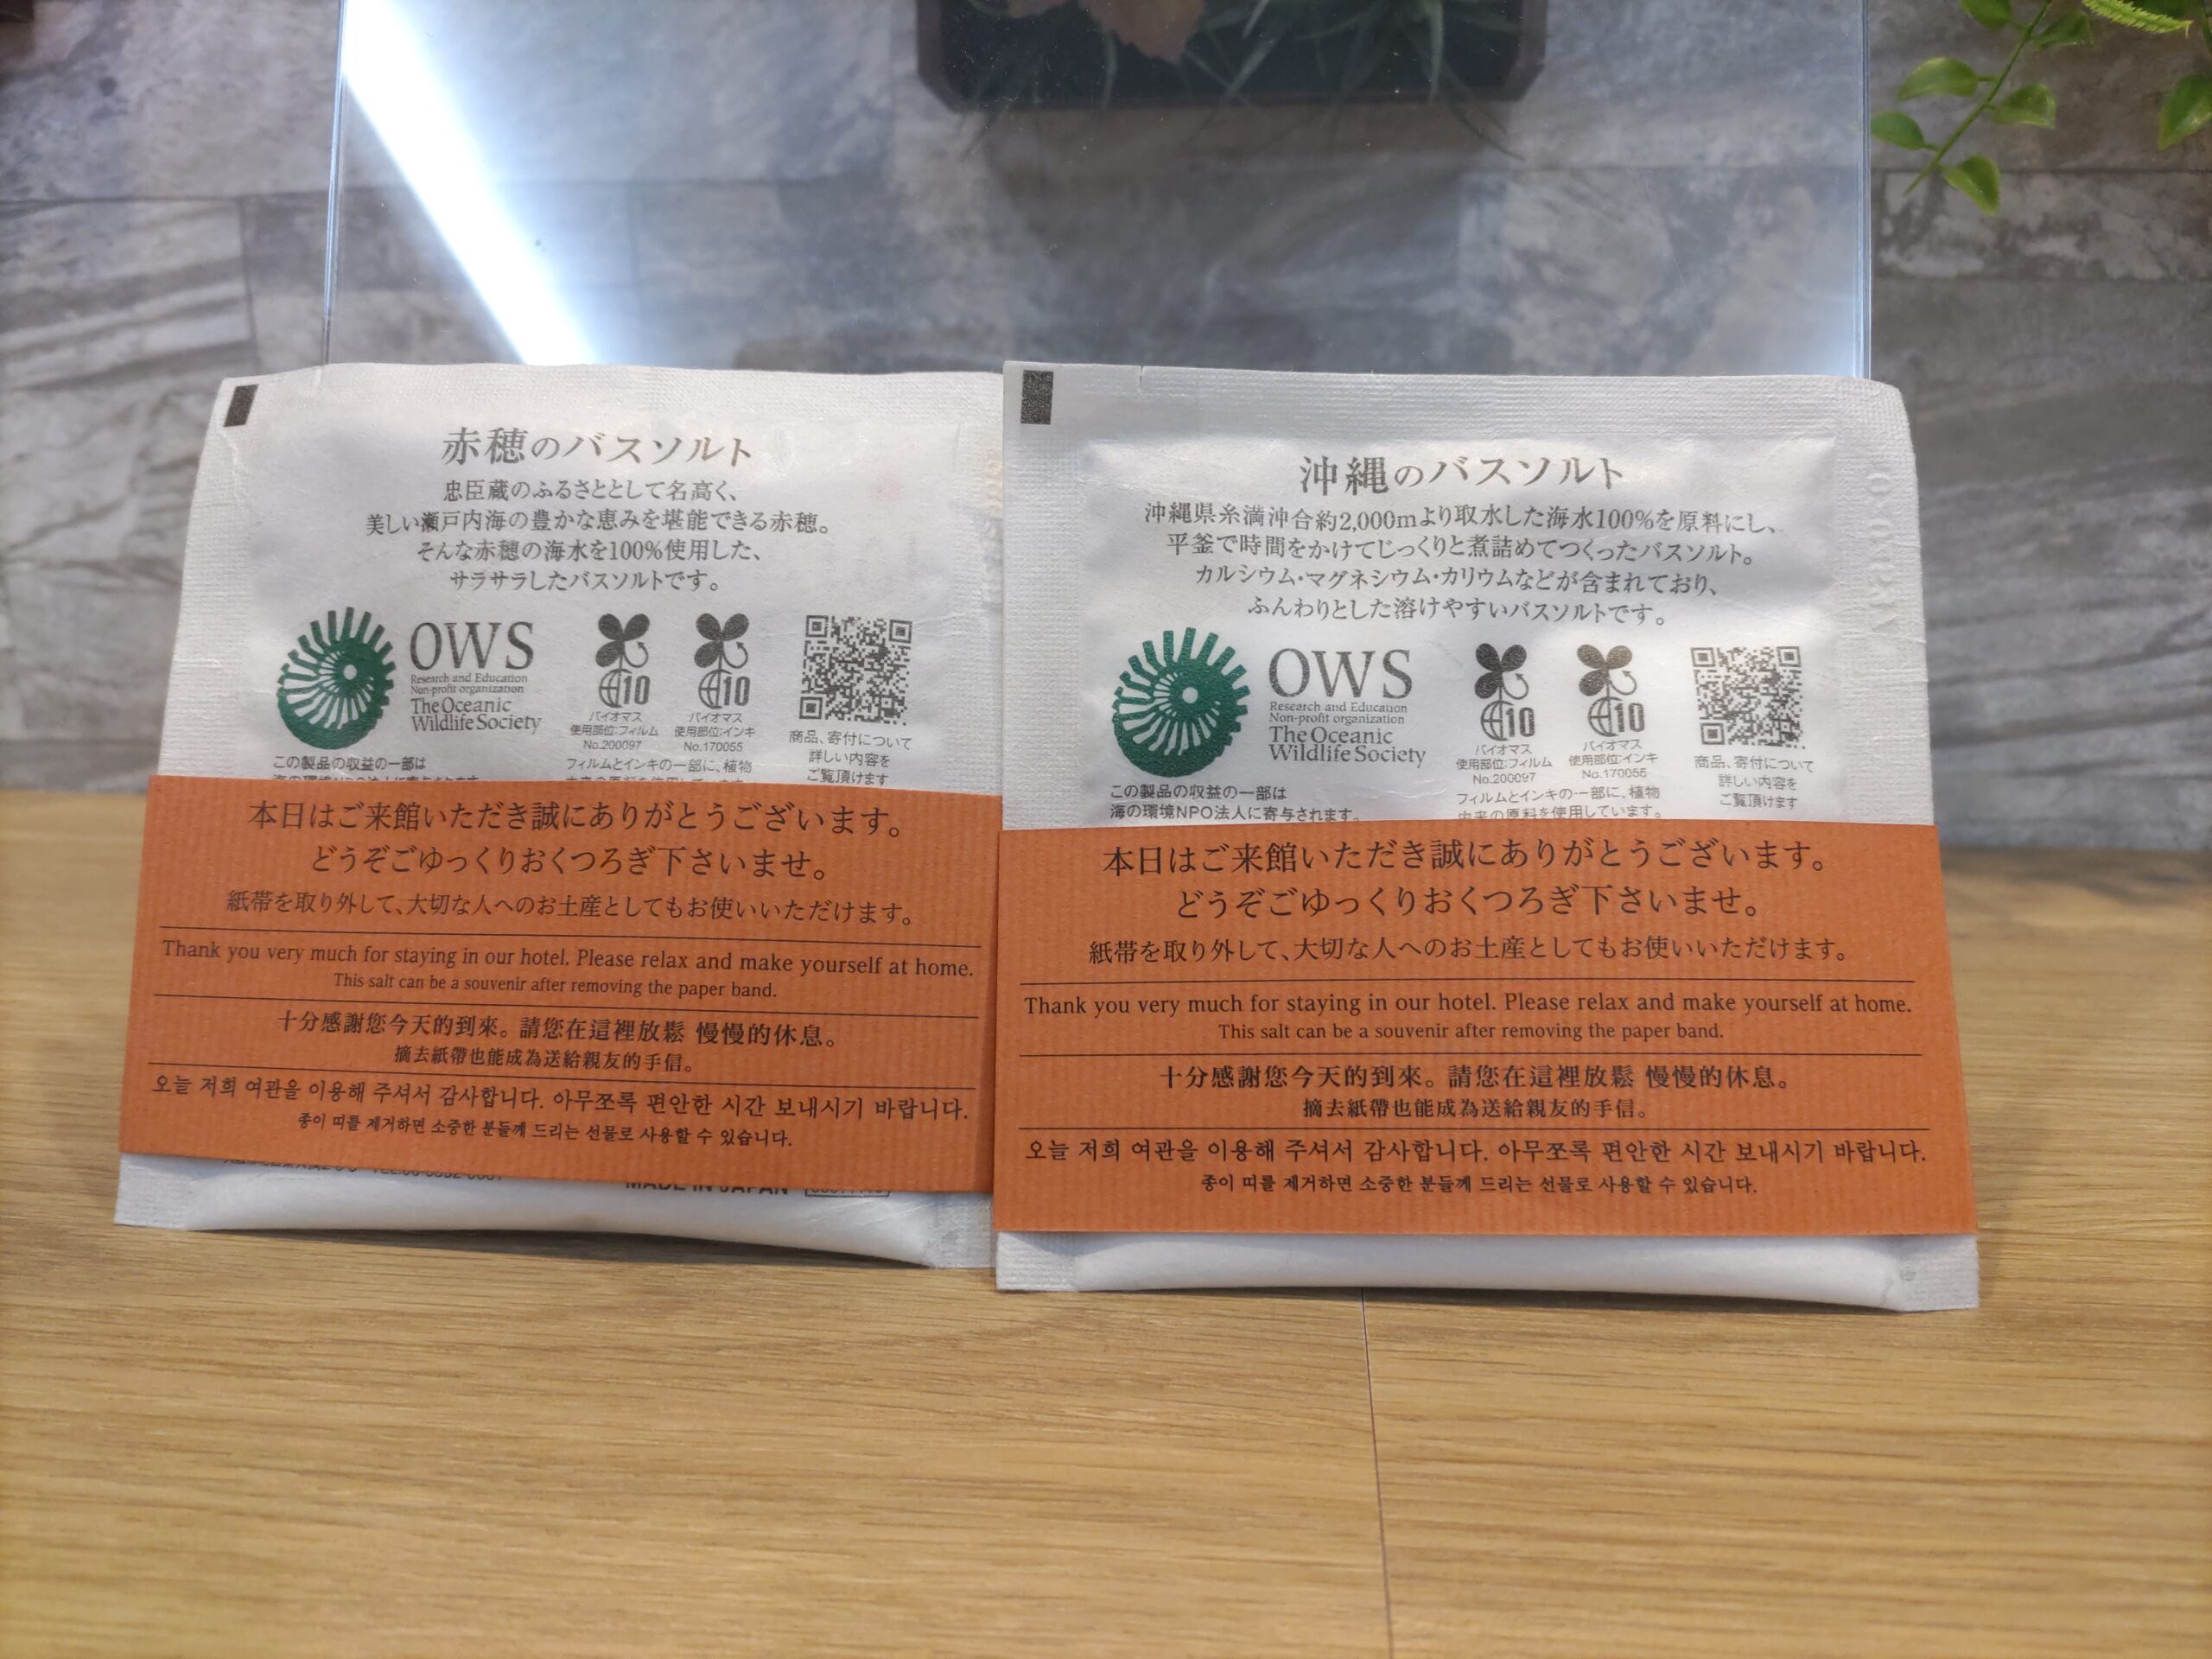 赤穂のバスソルト
忠臣蔵のふるさととして名高く、
美しい瀬戸内海の豊かな恵みを堪能できる赤穂。
そんな赤穂の海水を100%使用した、
サラサラしたバスソルトです。
OWS
Research and Education
Non-profit organization
The Oceanic
Wildlife Society
この製品の収益の一部は
10
バイオマス
使用部位:フィルム
No.200097
10
バイオマス
使用部位:インキ
No.170055
フィルムとインキの一部に、植物
商品、寄付について
詳しい内容を
ご覧頂けます
本日はご来館いただき誠にありがとうございます。
どうぞごゆっくりおくつろぎ下さいませ。
紙帯を取り外して、大切な人へのお土産としてもお使いいただけます。
Thank you very much for staying in our hotel. Please relax and make yourself at home.
This salt can be a souvenir after removing the paper band.
十分感謝您今天的到來。請您在這裡放鬆 慢慢的休息。
摘去紙帶也能成為送給親友的手信。
오늘 저희 여관을 이용해 주셔서 감사합니다. 아무쪼록 편안한 시간 보내시기 바랍니다.
종이 띠를 제거하면 소중한 분들께 드리는 선물로 사용할 수 있습니다.
MADE IN JAPAN
沖縄のバスソルト
沖縄県糸満沖合約2,000mより取水した海水100%を原料にし、
平釜で時間をかけてじっくりと煮詰めてつくったバスソルト。
カルシウム・マグネシウム・カリウムなどが含まれており、
ふんわりとした溶けやすいバスソルトです。
OWS
Research and Education
Non-profit organization
The Oceanic
Wildlife Society
この製品の収益の一部は
海の環境NPO法人に寄与されます。
10
バイオマス
使用部位:フィルム
No.200097
10
バイオマス
使用部位:インキ
No.170055
フィルムとインキの一部に、植物
由来の原料を使用しています。
商品、寄付について
詳しい内容を
ご覧頂けます
本日はご来館いただき誠にありがとうございます。
どうぞごゆっくりおくつろぎ下さいませ。
紙帯を取り外して、大切な人へのお土産としてもお使いいただけます。
Thank you very much for staying in our hotel. Please relax and make yourself at home.
This salt can be a souvenir after removing the paper band.
十分感謝您今天的到來。請您在這裡放鬆 慢慢的休息。
摘去紙帶也能成為送給親友的手信。
오늘 저희 여관을 이용해 주셔서 감사합니다. 아무쪼록 편안한 시간 보내시기 바랍니다.
종이 띠를 제거하면 소중한 분들께 드리는 선물로 사용할 수 있습니다.